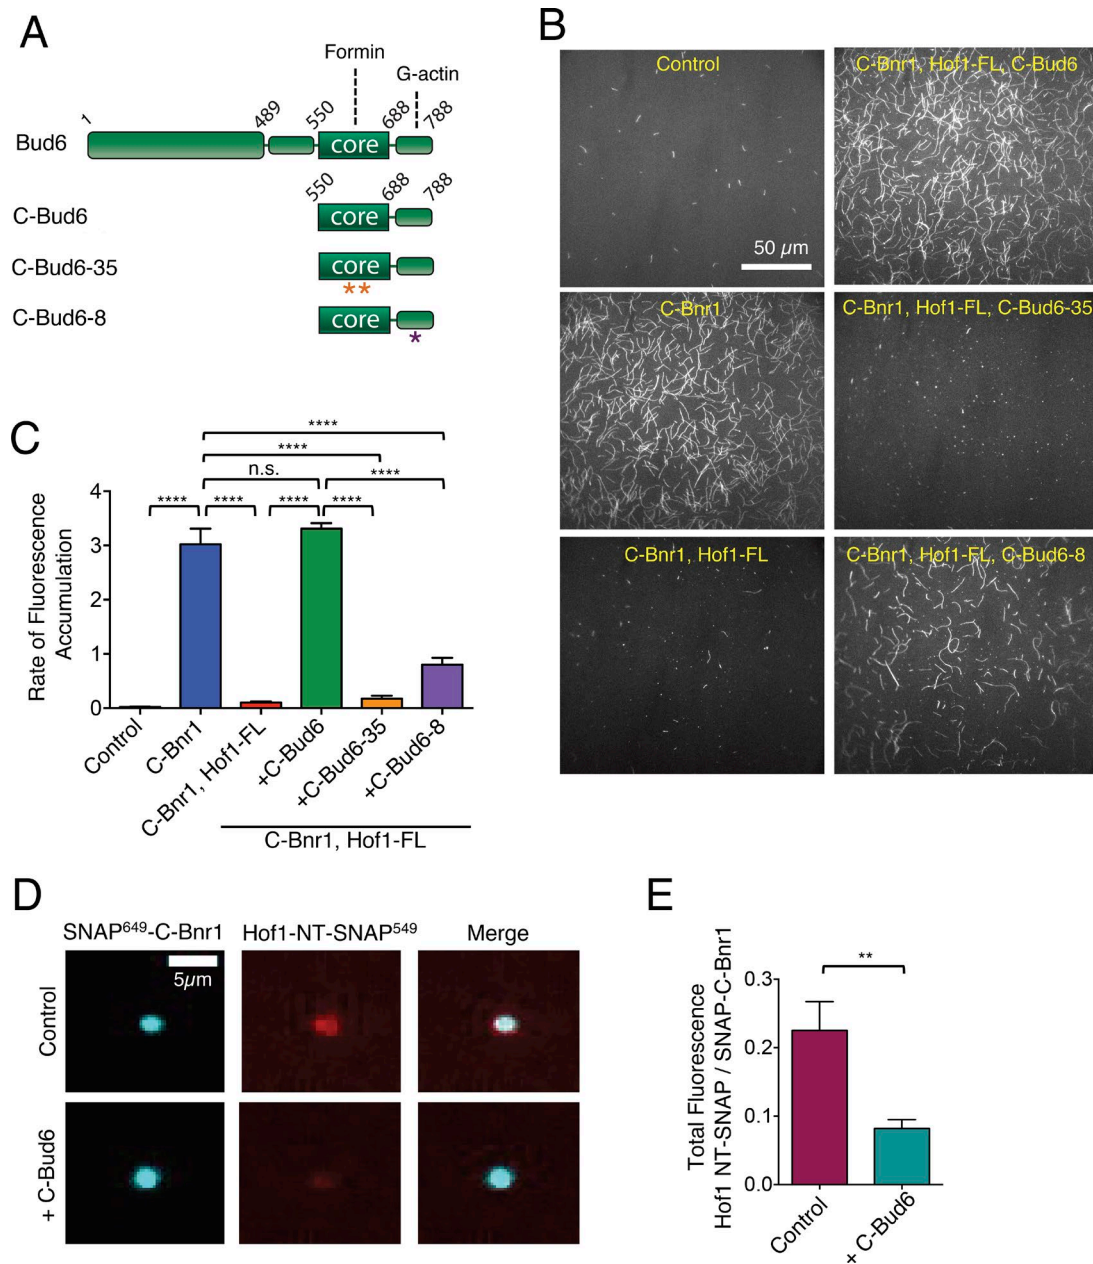 A
Formin
G-actin
1
489
550
688
788
Bud6
core
550
688
788
C-Bud6
core
C-Bud6-35
core
**
C-Bud6-8
core
*
B
Control
50 µm
C-Bnr1, Hof1-FL, C-Bud6
C-Bnr1
C-Bnr1, Hof1-FL, C-Bud6-35
C-Bnr1, Hof1-FL
C-Bnr1, Hof1-FL, C-Bud6-8
C
****
****
n.s.
****
**** **** **** ****
Rate of Fluorescence
Accumulation
4
3
2
1
0
Control
C-Bnr1
C-Bnr1, Hof1-FL
+C-Bud6
+C-Bud6-35
+C-Bud6-8
C-Bnr1, Hof1-FL
D
SNAP⁶⁴⁹-C-Bnr1
Hof1-NT-SNAP⁵⁴⁹
Merge
5µm
Control
+ C-Bud6
E
**
Total Fluorescence
Hof1 NT-SNAP / SNAP-C-Bnr1
0.3
0.2
0.1
0.0
Control
+ C-Bud6